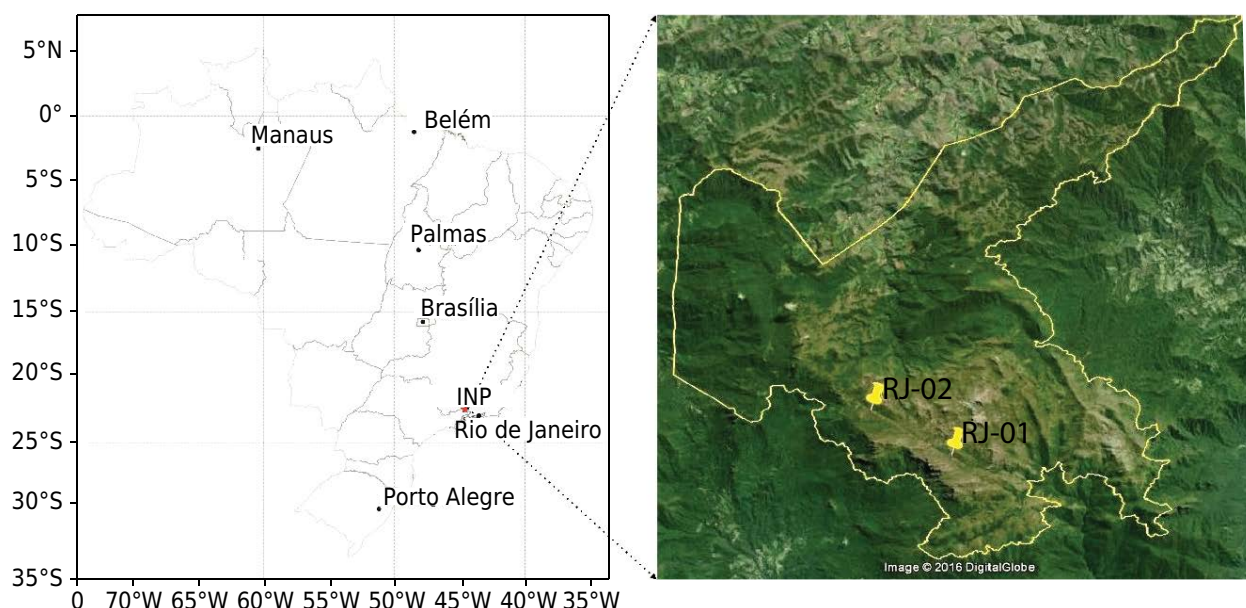 5°N
0°
5°S
10°S
15°S
20°S
25°S
30°S
35°S
0 70°W 65°W 60°W 55°W 50°W 45°W 40°W 35°W
Manaus
Belém
Palmas
Brasília
INP
Rio de Janeiro
Porto Alegre
RJ-02
RJ-01
Image © 2016 DigitalGlobe